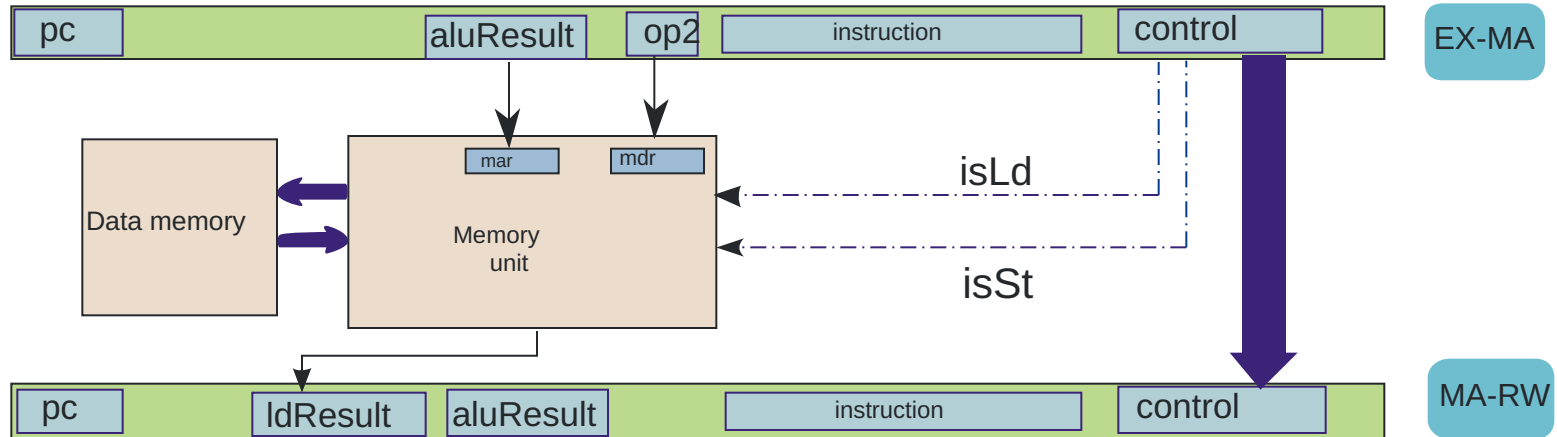 pc
aluResult
op2
instruction
control
EX-MA
mar
mdr
isLd
Data memory
Memory
unit
isSt
pc
ldResult
aluResult
instruction
control
MA-RW